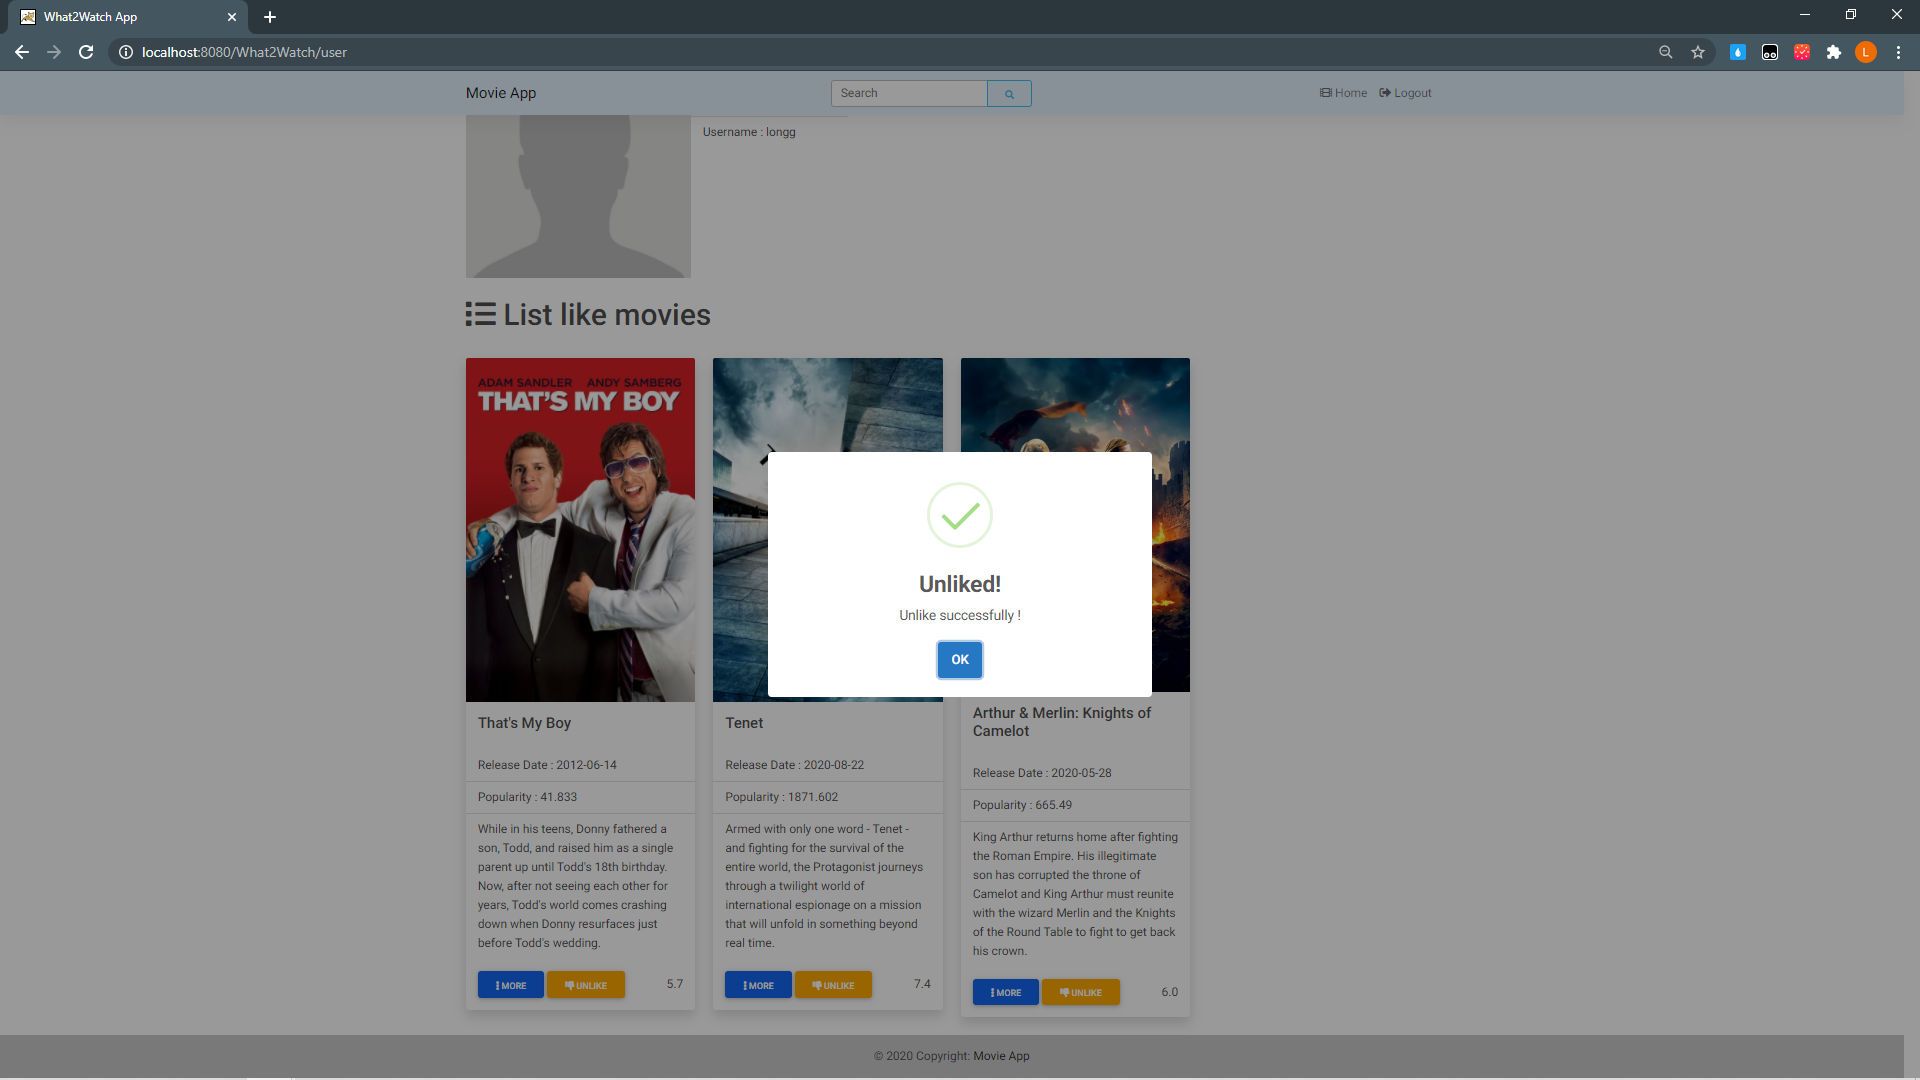 What2Watch App
localhost:8080/What2Watch/user
L
Movie App
Search
Home
Logout
Username : longg
List like movies
ADAM SANDLER ANDY SAMBERG
THAT'S MY BOY
Unliked!
Unlike successfully !
OK
That's My Boy
Release Date : 2012-06-14
Popularity : 41.833
While in his teens, Donny fathered a
son, Todd, and raised him as a single
parent up until Todd's 18th birthday.
Now, after not seeing each other for
years, Todd's world comes crashing
down when Donny resurfaces just
before Todd's wedding.
MORE
UNLIKE
5.7
Tenet
Release Date : 2020-08-22
Popularity : 1871.602
Armed with only one word - Tenet -
and fighting for the survival of the
entire world, the Protagonist journeys
through a twilight world of
international espionage on a mission
that will unfold in something beyond
real time.
MORE
UNLIKE
7.4
Arthur & Merlin: Knights of
Camelot
Release Date : 2020-05-28
Popularity : 665.49
King Arthur returns home after fighting
the Roman Empire. His illegitimate
son has corrupted the throne of
Camelot and King Arthur must reunite
with the wizard Merlin and the Knights
of the Round Table to fight to get back
his crown.
MORE
UNLIKE
6.0
© 2020 Copyright: Movie App